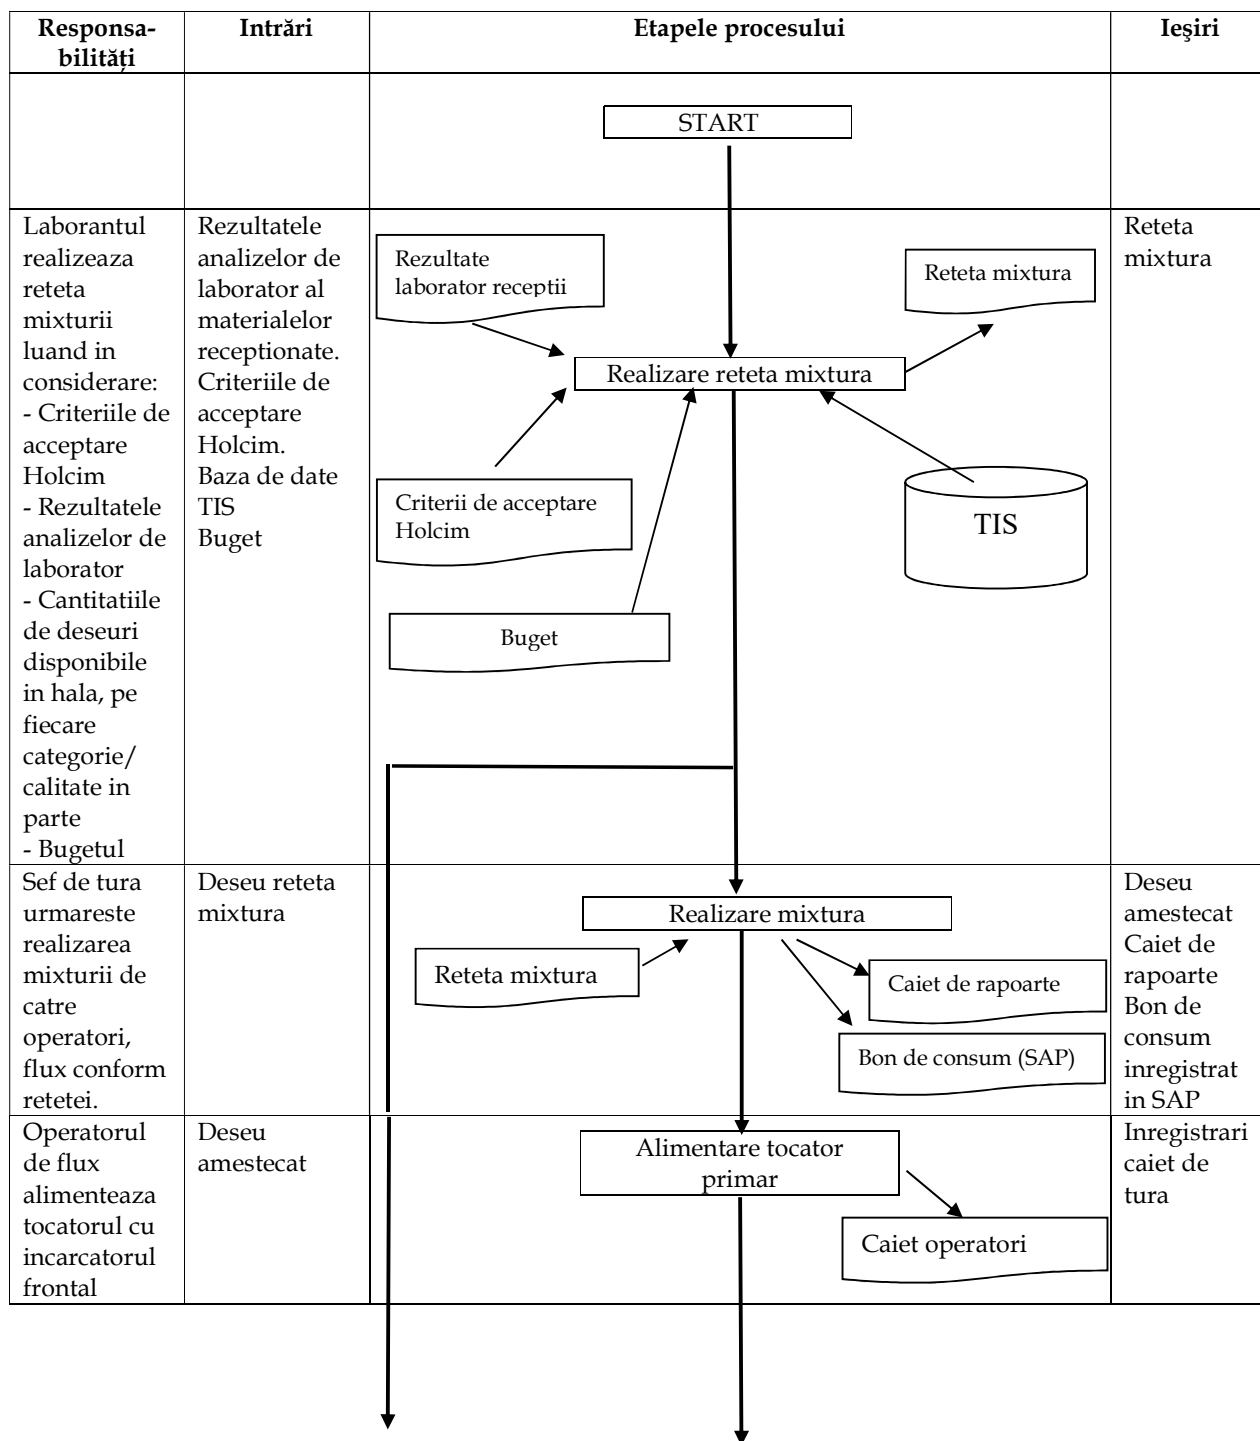 Responsa-
bilități
Intrări
Etapele procesului
Ieşiri
START
Laborantul
realizeaza
reteta
mixturii
luand in
considerare:
- Criteriile de
acceptare
Holcim
- Rezultatele
analizelor de
laborator
- Cantitatiile
de deseuri
disponibile
in hala, pe
fiecare
categorie/
calitate in
parte
- Bugetul
Rezultatele
analizelor de
laborator al
materialelor
receptionate.
Criteriile de
acceptare
Holcim.
Baza de date
TIS
Buget
Rezultate
laborator receptii
Reteta mixtura
Realizare reteta mixtura
Criterii de acceptare
Holcim
TIS
Buget
Reteta
mixtura
Sef de tura
urmareste
realizarea
mixturii de
catre
operatori,
flux conform
retetei.
Deseu reteta
mixtura
Realizare mixtura
Reteta mixtura
Caiet de rapoarte
Bon de consum (SAP)
Deseu
amestecat
Caiet de
rapoarte
Bon de
consum
inregistrat
in SAP
Operatorul
de flux
alimenteaza
tocatorul cu
incarcatorul
frontal
Deseu
amestecat
Alimentare tocator
primar
Caiet operatori
Inregistrari
caiet de
tura